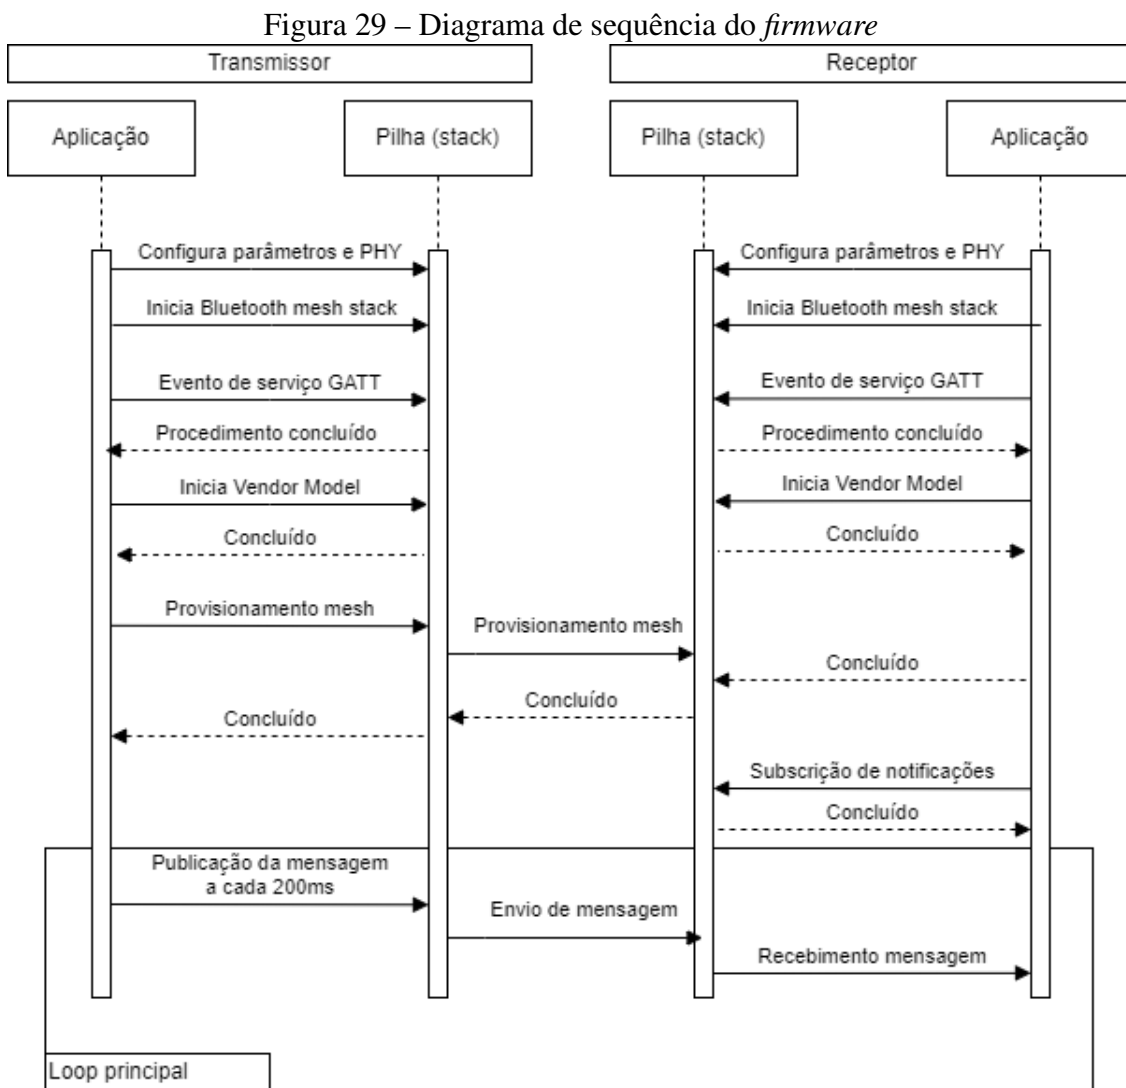 Figura 29 – Diagrama de sequência do firmware
Transmissor
Receptor
Aplicação
Pilha (stack)
Pilha (stack)
Aplicação
Configura parâmetros e PHY
Configura parâmetros e PHY
Inicia Bluetooth mesh stack
Inicia Bluetooth mesh stack
Evento de serviço GATT
Evento de serviço GATT
Procedimento concluído
Procedimento concluído
Inicia Vendor Model
Inicia Vendor Model
Concluído
Concluído
Provisionamento mesh
Provisionamento mesh
Concluído
Concluído
Concluído
Subscrição de notificações
Concluído
Publicação da mensagem
a cada 200ms
Envio de mensagem
Recebimento mensagem
Loop principal